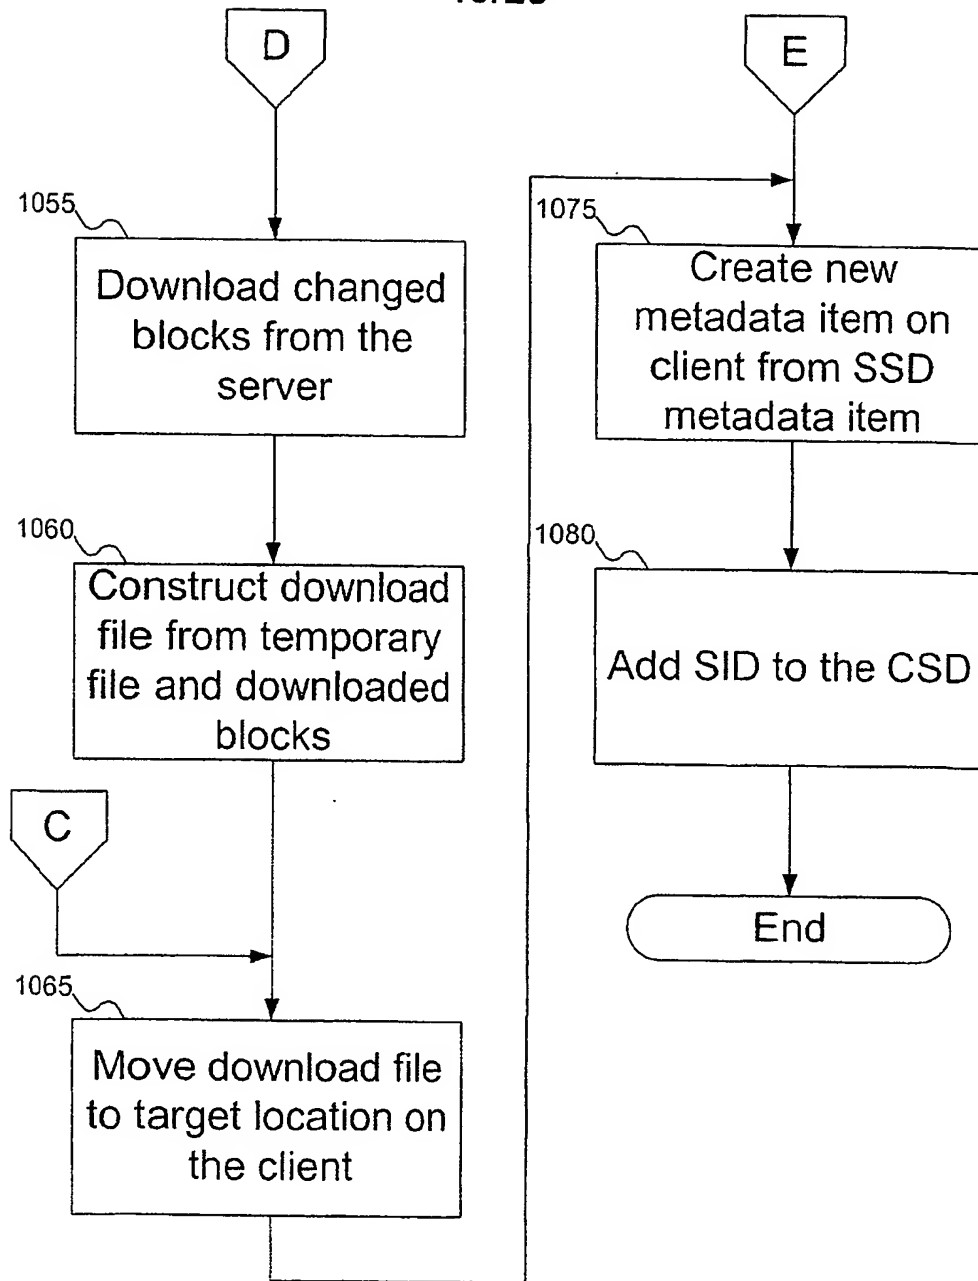 D
1055
Download changed
blocks from the
server
1060
Construct download
file from temporary
file and downloaded
blocks
C
1065
Move download file
to target location on
the client
E
1075
Create new
metadata item on
client from SSD
metadata item
1080
Add SID to the CSD
End